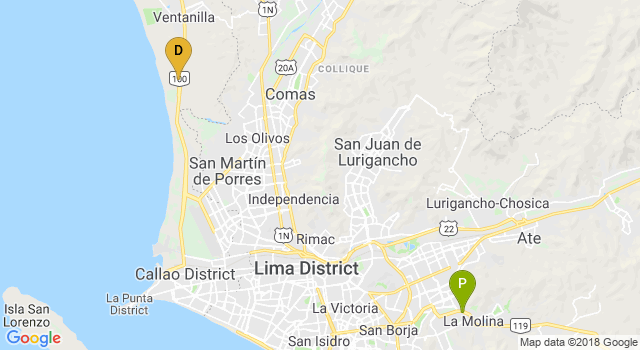 Ventanilla
1N
D
100
20A
COLLIQUE
Comas
Los Olivos
San Juan de
Lurigancho
San Martín
de Porres
Independencia
Lurigancho-Chosica
22
1N
Rimac
Ate
Lima District
Callao District
P
La Punta
District
La Victoria
Isla San
Lorenzo
La Molina
119
San Borja
San Isidro
Google
Map data ©2018 Google